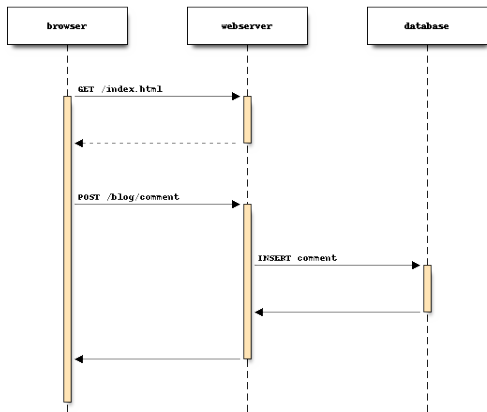 browser
webserver
database
GET /index.html
POST /blog/comment
INSERT comment